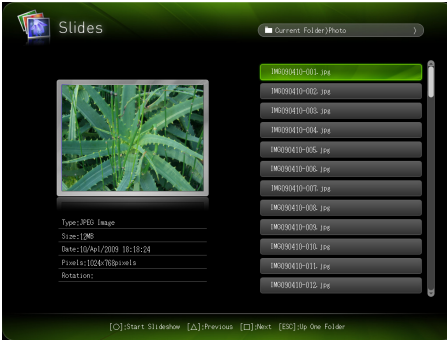 Slides
Current Folder)Photo 〉
IMG090410-001.jpg
IMG090410-002.jpg
IMG090410-003.jpg
IMG090410-004.jpg
IMG090410-005.jpg
IMG090410-006.jpg
IMG090410-007.jpg
IMG090410-008.jpg
IMG090410-009.jpg
IMG090410-010.jpg
IMG090410-011.jpg
IMG090410-012.jpg
Type:JPEG Image
Size:12MB
Date:10/Apl/2009 18:18:24
Pixels:1024x768pixels
Rotation:
[○]:Start Slideshow [△]:Previous [□]:Next [ESC]:Up One Folder